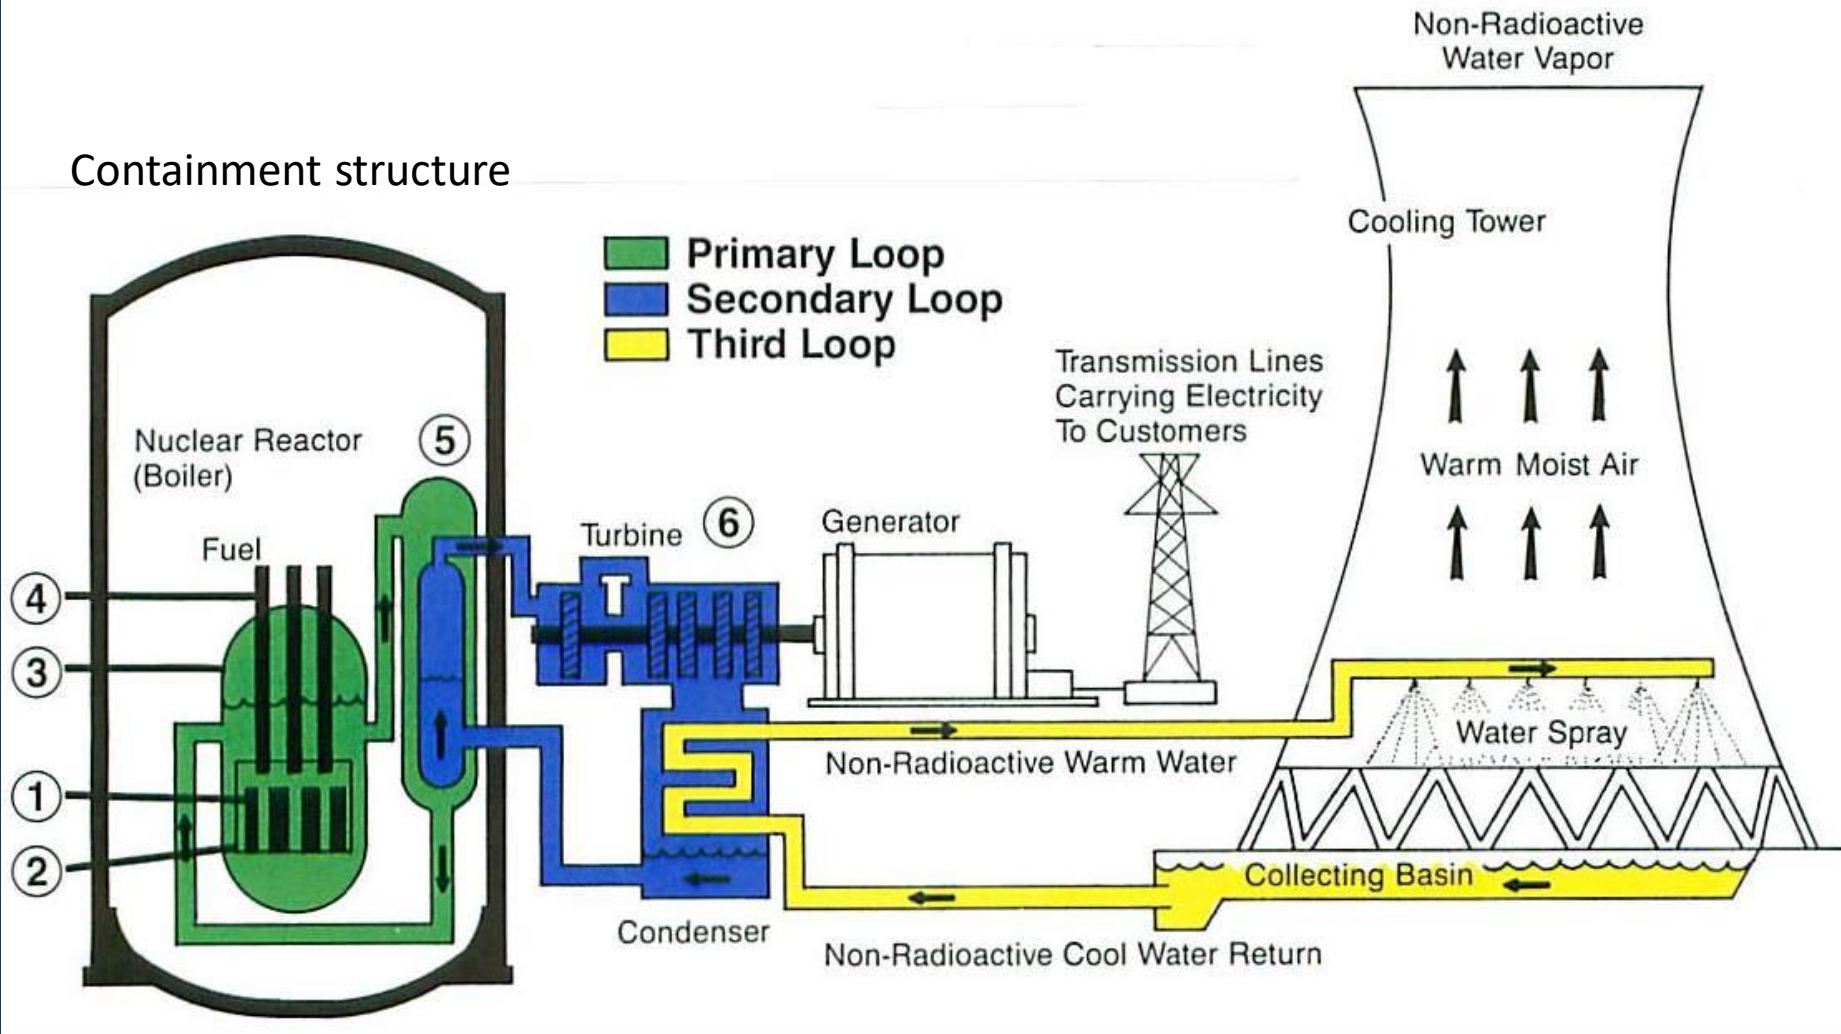 Non-Radioactive
Water Vapor
Containment structure
Cooling Tower
Primary Loop
Secondary Loop
Third Loop
Transmission Lines
Carrying Electricity
To Customers
Nuclear Reactor
(Boiler)
5
Warm Moist Air
6
Turbine
Generator
Fuel
4
3
Water Spray
Non-Radioactive Warm Water
1
2
Collecting Basin
Condenser
Non-Radioactive Cool Water Return